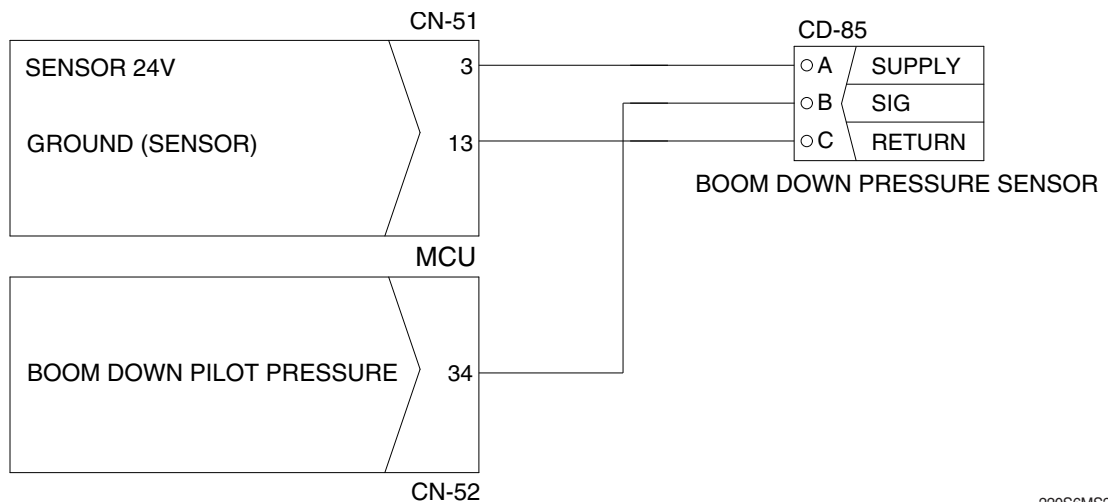 CN-51
CD-85
SENSOR 24V 3
A SUPPLY
B SIG
GROUND (SENSOR) 13
C RETURN
BOOM DOWN PRESSURE SENSOR
MCU
BOOM DOWN PILOT PRESSURE 34
CN-52